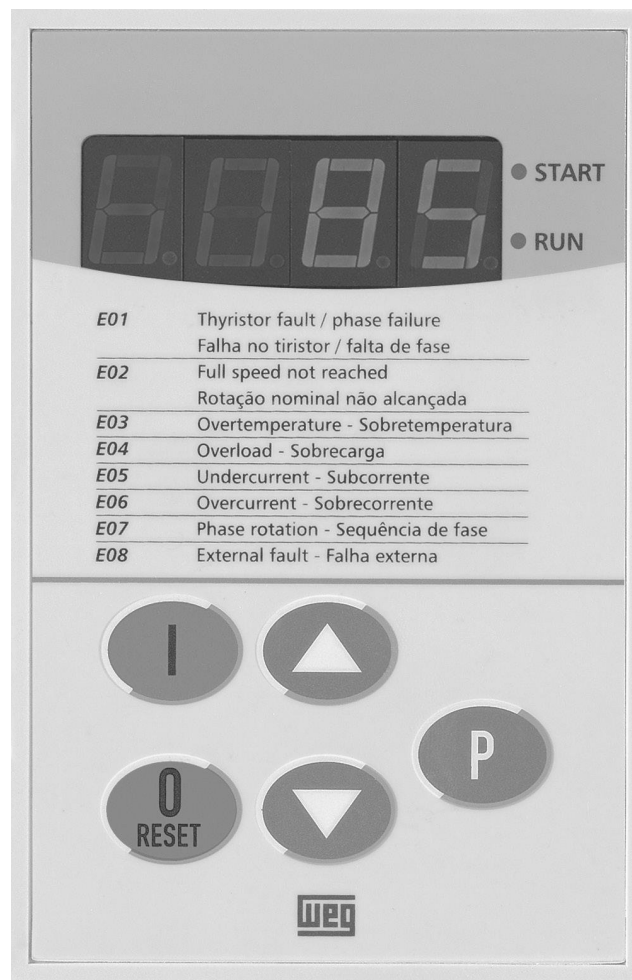 85
START
RUN
E01 Thyristor fault / phase failure
Falha no tiristor / falta de fase
E02 Full speed not reached
Rotação nominal não alcançada
E03 Overtemperature - Sobretemperatura
E04 Overload - Sobrecarga
E05 Undercurrent - Subcorrente
E06 Overcurrent - Sobrecorrente
E07 Phase rotation - Sequência de fase
E08 External fault - Falha externa
I
P
0
RESET
weg